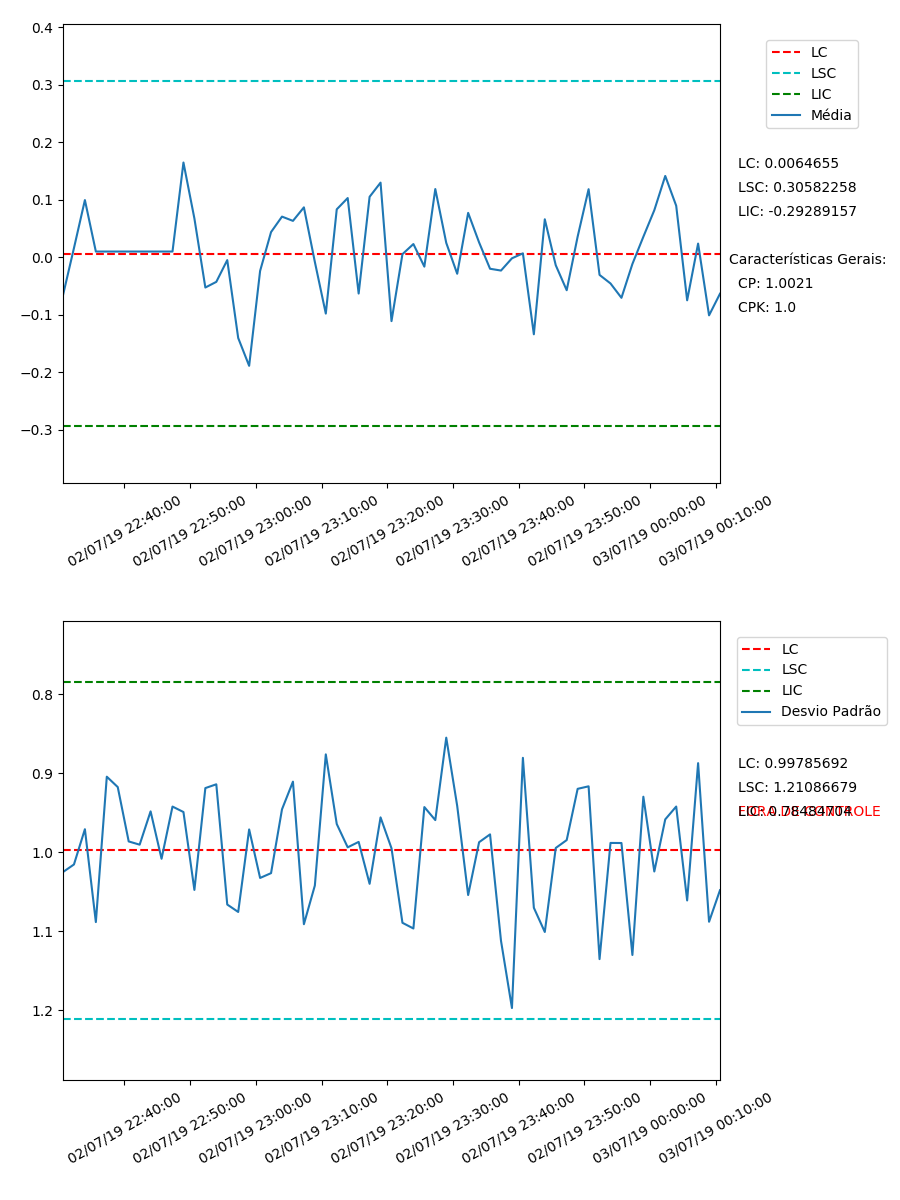 0.4
0.3
0.2
0.1
0.0
−0.1
−0.2
−0.3
02/07/19 22:40:00
02/07/19 22:50:00
02/07/19 23:00:00
02/07/19 23:10:00
02/07/19 23:20:00
02/07/19 23:30:00
02/07/19 23:40:00
02/07/19 23:50:00
03/07/19 00:00:00
03/07/19 00:10:00
LC
LSC
LIC
Média
LC: 0.0064655
LSC: 0.30582258
LIC: -0.29289157
Características Gerais:
CP: 1.0021
CPK: 1.0
0.8
0.9
1.0
1.1
1.2
02/07/19 22:40:00
02/07/19 22:50:00
02/07/19 23:00:00
02/07/19 23:10:00
02/07/19 23:20:00
02/07/19 23:30:00
02/07/19 23:40:00
02/07/19 23:50:00
03/07/19 00:00:00
03/07/19 00:10:00
LC
LSC
LIC
Desvio Padrão
LC: 0.99785692
LSC: 1.21086679
LIC: 0.78484704